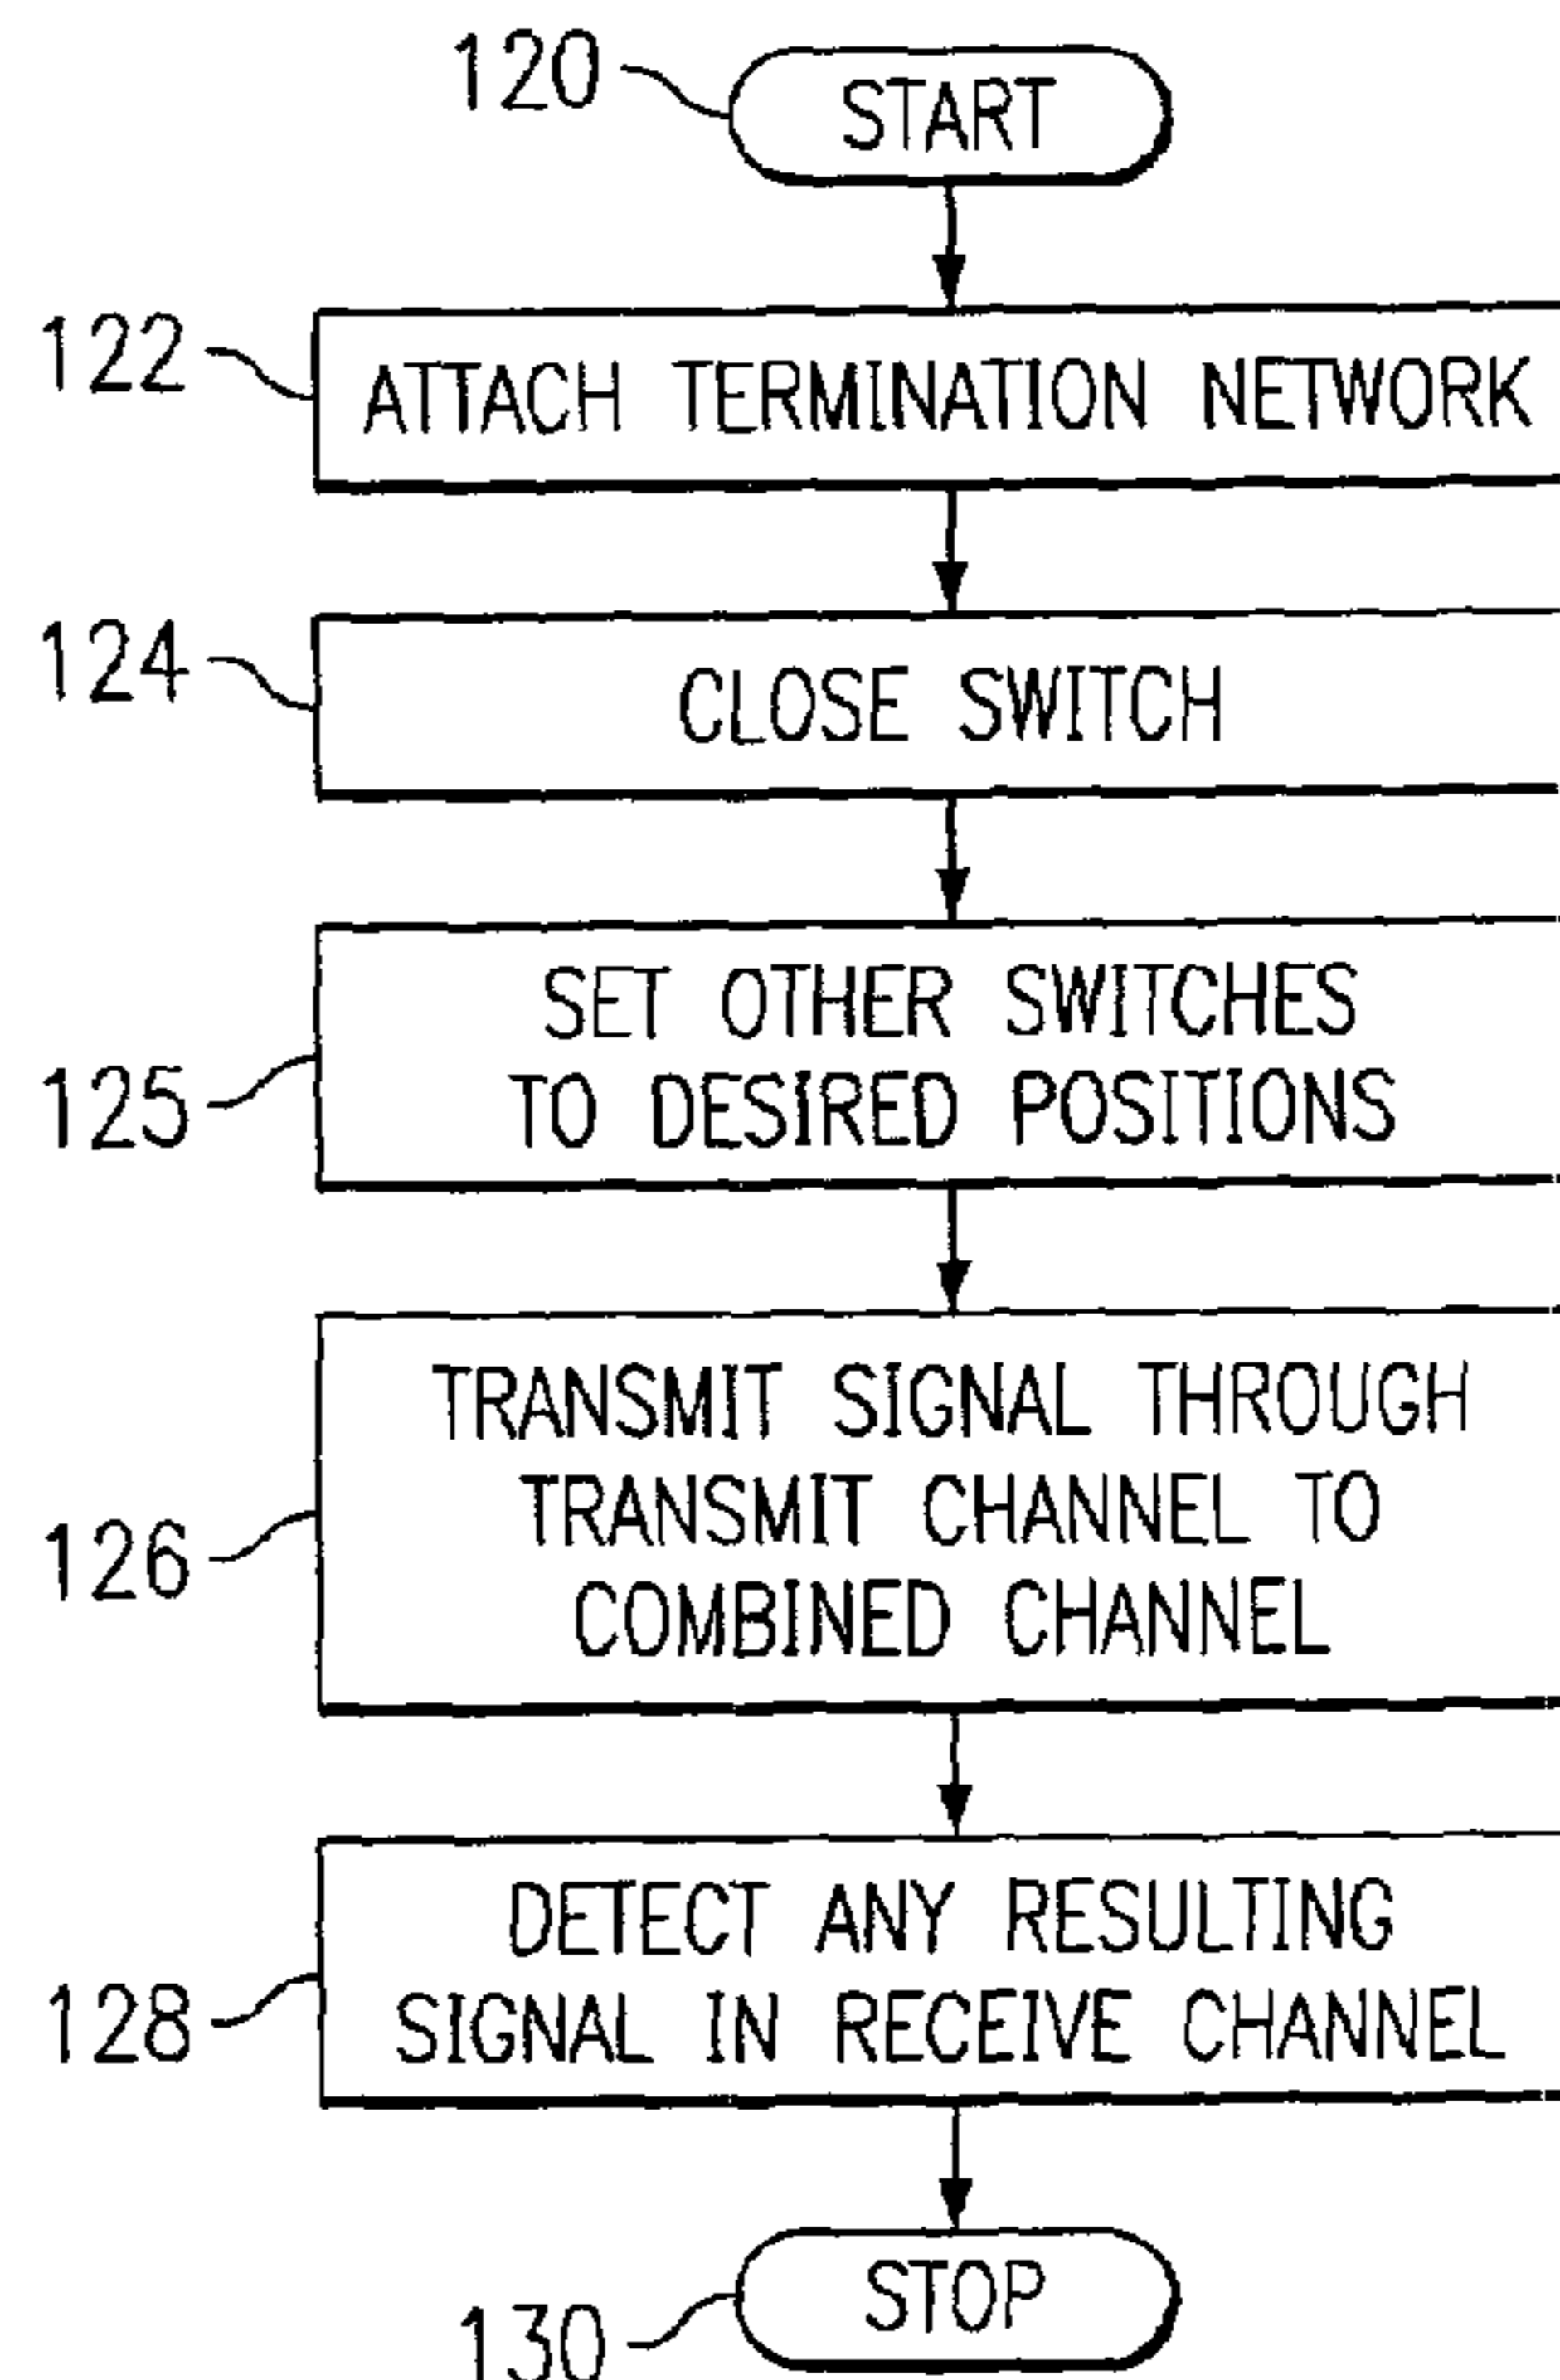 120
START
122
ATTACH TERMINATION NETWORK
124
CLOSE SWITCH
SET OTHER SWITCHES
TO DESIRED POSITIONS
125
TRANSMIT SIGNAL THROUGH
TRANSMIT CHANNEL TO
COMBINED CHANNEL
126
DETECT ANY RESULTING
SIGNAL IN RECEIVE CHANNEL
128
STOP
130